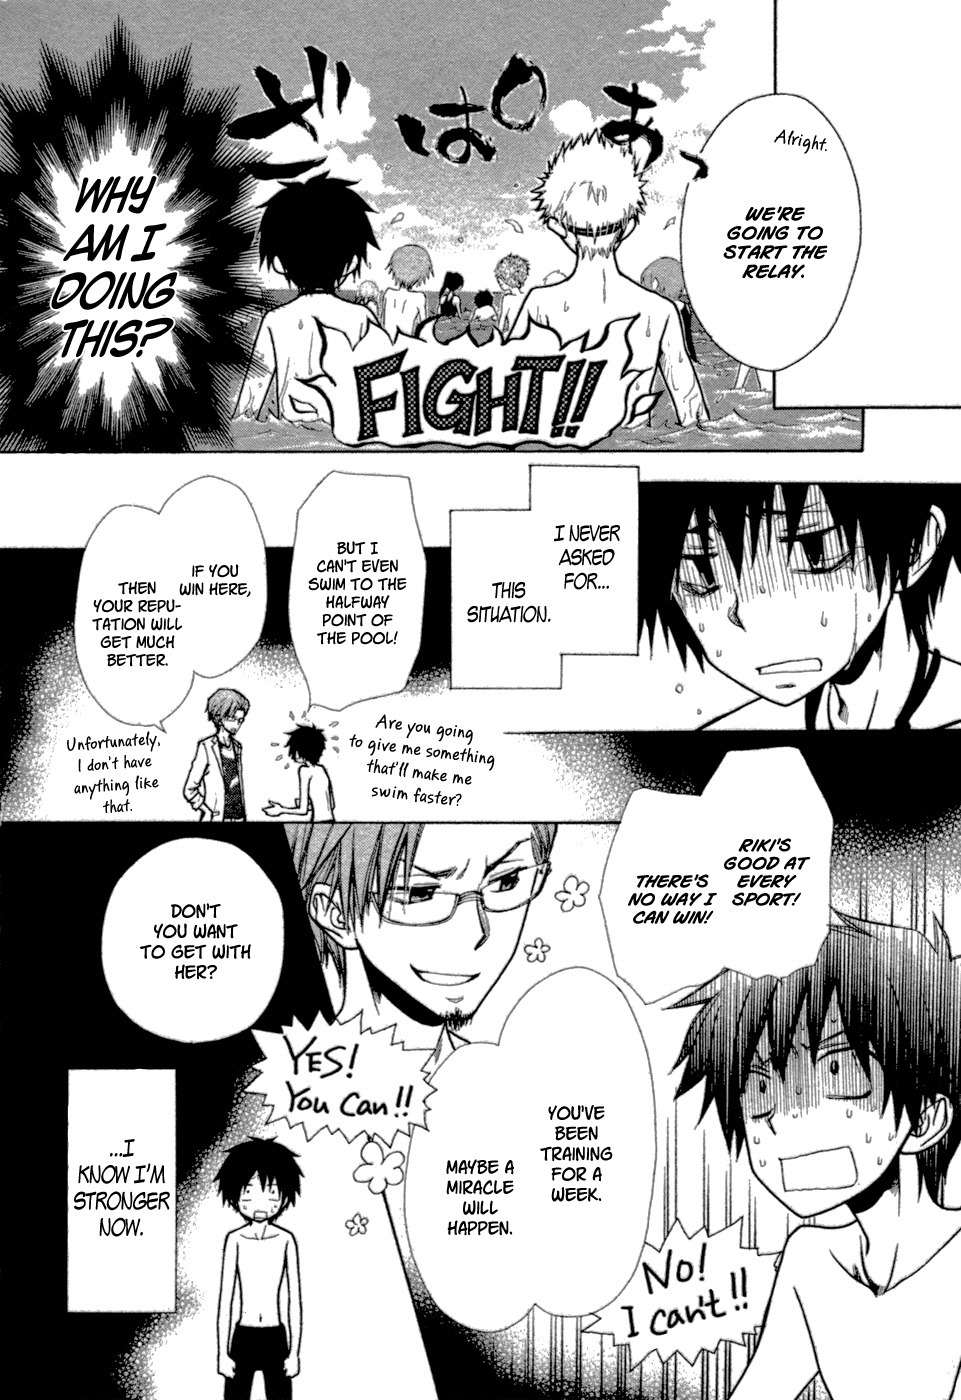 Alright.
WE'RE
GOING TO
START THE
RELAY.
ざぱあっ
FIGHT!!
WHY
AM I
DOING
THIS?
I NEVER
ASKED
FOR...
THIS
SITUATION.
BUT I
CAN'T EVEN
SWIM TO THE
HALFWAY
POINT OF
THE POOL!
Are you going
to give me something
that'll make me
swim faster?
IF YOU
WIN HERE,
THEN
YOUR REPU-
TATION WILL
GET MUCH
BETTER.
Unfortunately,
I don't have
anything like
that.
RIKI'S
GOOD AT
EVERY
SPORT!
THERE'S
NO WAY I
CAN WIN!
No!
I can't!!
YOU'VE
BEEN
TRAINING
FOR A
WEEK.
MAYBE A
MIRACLE
WILL
HAPPEN.
YES!
You Can!!
DON'T
YOU WANT
TO GET WITH
HER?
...I
KNOW I'M
STRONGER
NOW.